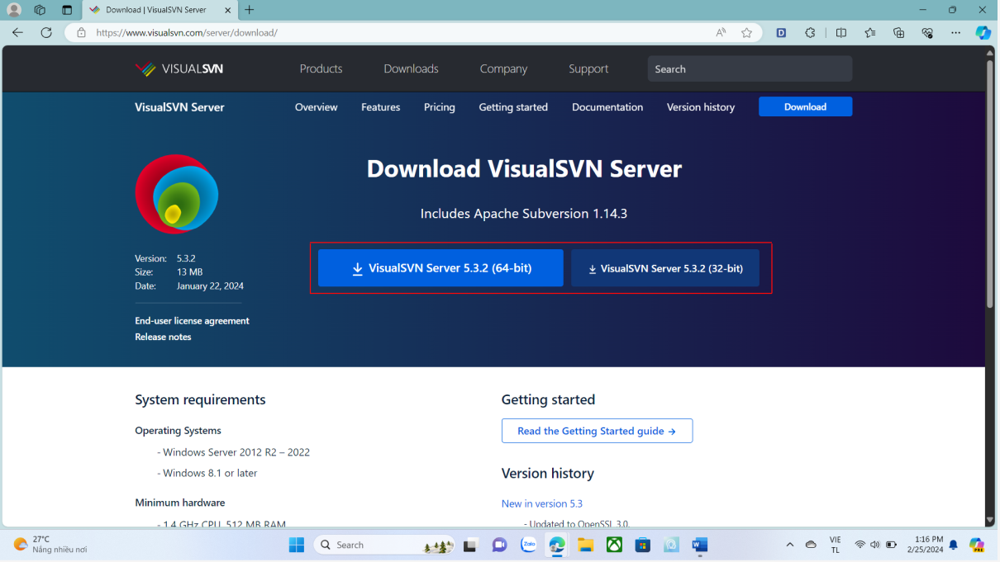 Download | VisualSVN Server
https://www.visualsvn.com/server/download/
VISUALSVN
Products
Downloads
Company
Support
Search
VisualSVN Server
Overview
Features
Pricing
Getting started
Documentation
Version history
Download
Download VisualSVN Server
Includes Apache Subversion 1.14.3
VisualSVN Server 5.3.2 (64-bit)
VisualSVN Server 5.3.2 (32-bit)
Version: 5.3.2
Size: 13 MB
Date: January 22, 2024
End-user license agreement
Release notes
System requirements
Operating Systems
- Windows Server 2012 R2 – 2022
- Windows 8.1 or later
Minimum hardware
- 1.4 GHz CPU, 512 MB RAM
Getting started
Read the Getting Started guide →
Version history
New in version 5.3
- Updated to OpenSSL 3.0.
27°C
Nắng nhiều nơi
Search
Zalo
VIE
TL
1:16 PM
2/25/2024
PRE